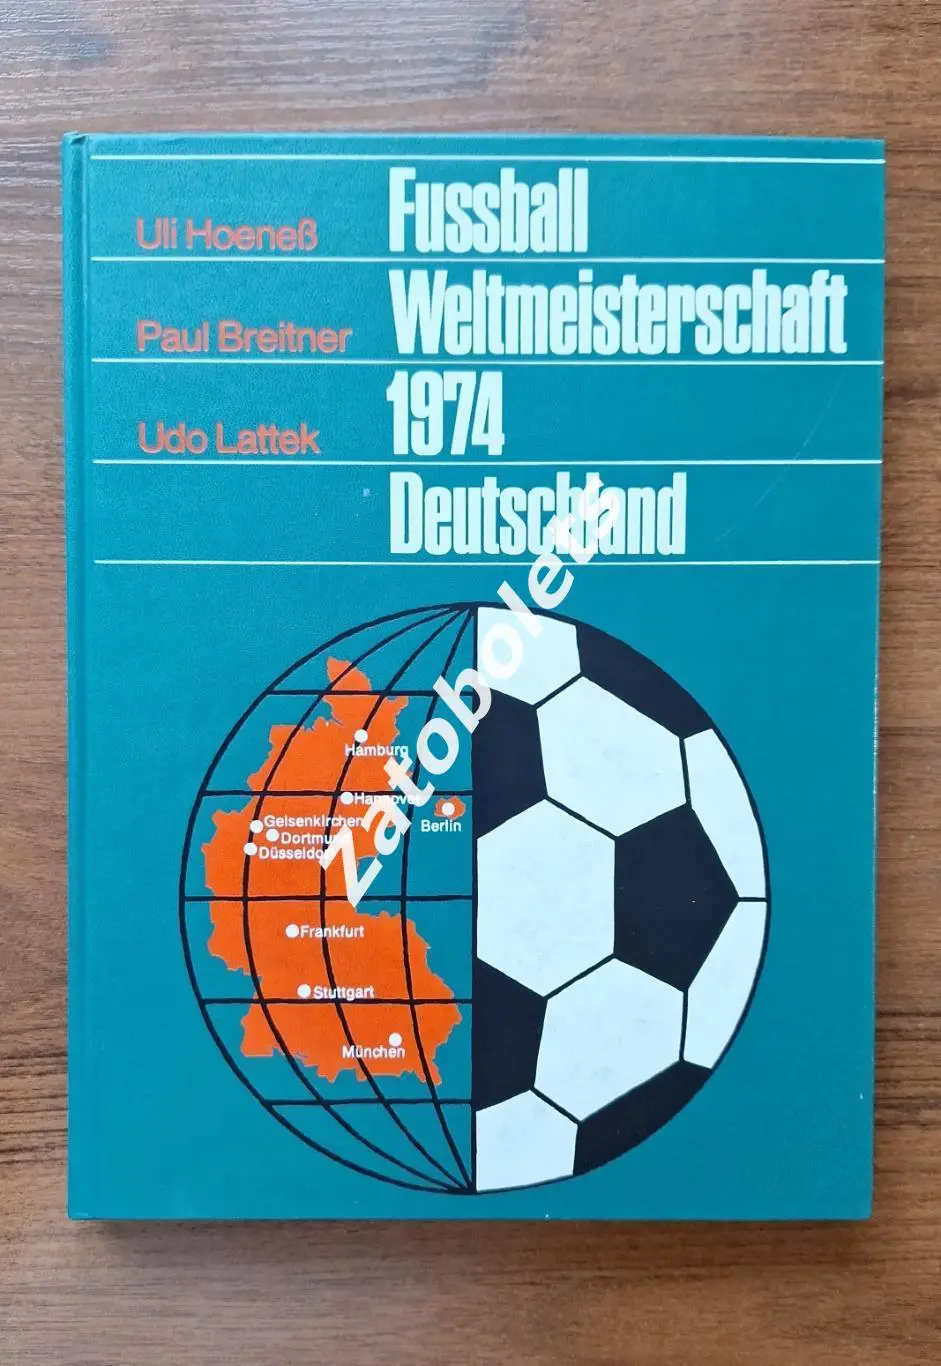 Uli Hoeneß
Paul Breitner
Udo Lattek
Fussball
Weltmeisterschaft
1974
Deutschland
Hamburg
Hannover
Berlin
Gelsenkirchen
Dortmund
Düsseldorf
Frankfurt
Stuttgart
München
Zatobolets